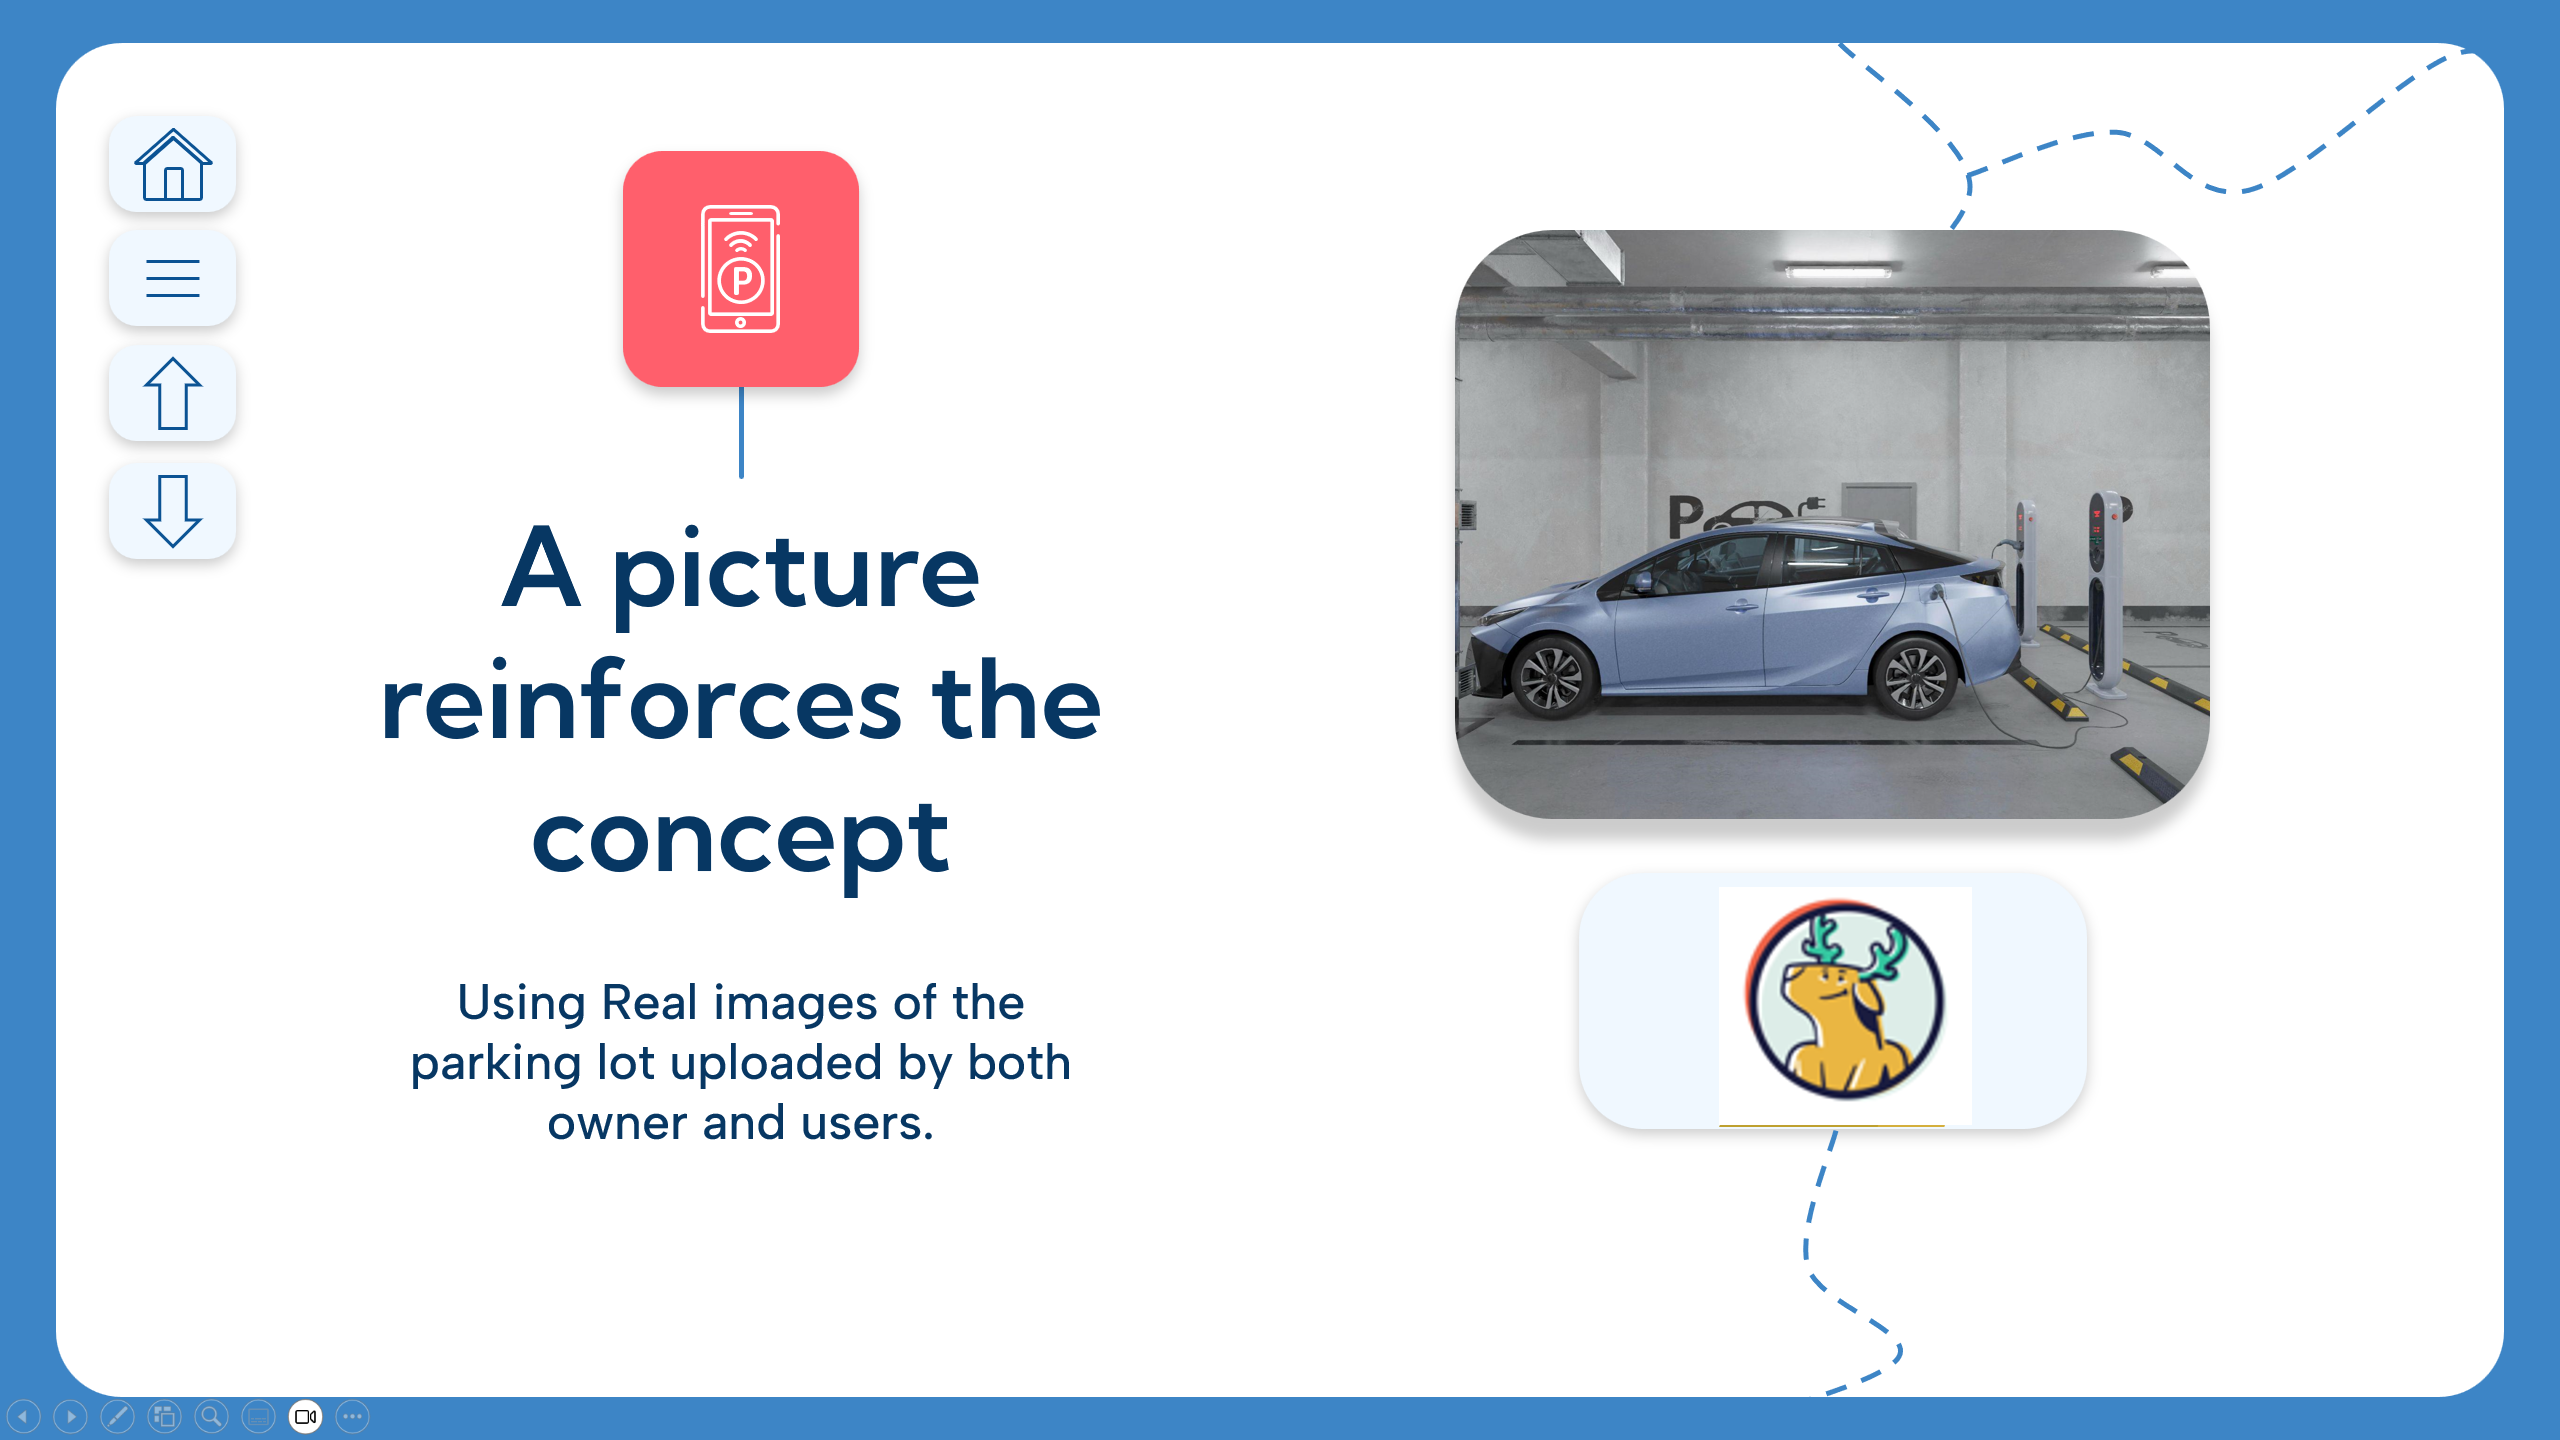 P
A picture
reinforces the
concept
Using Real images of the
parking lot uploaded by both
owner and users.
P